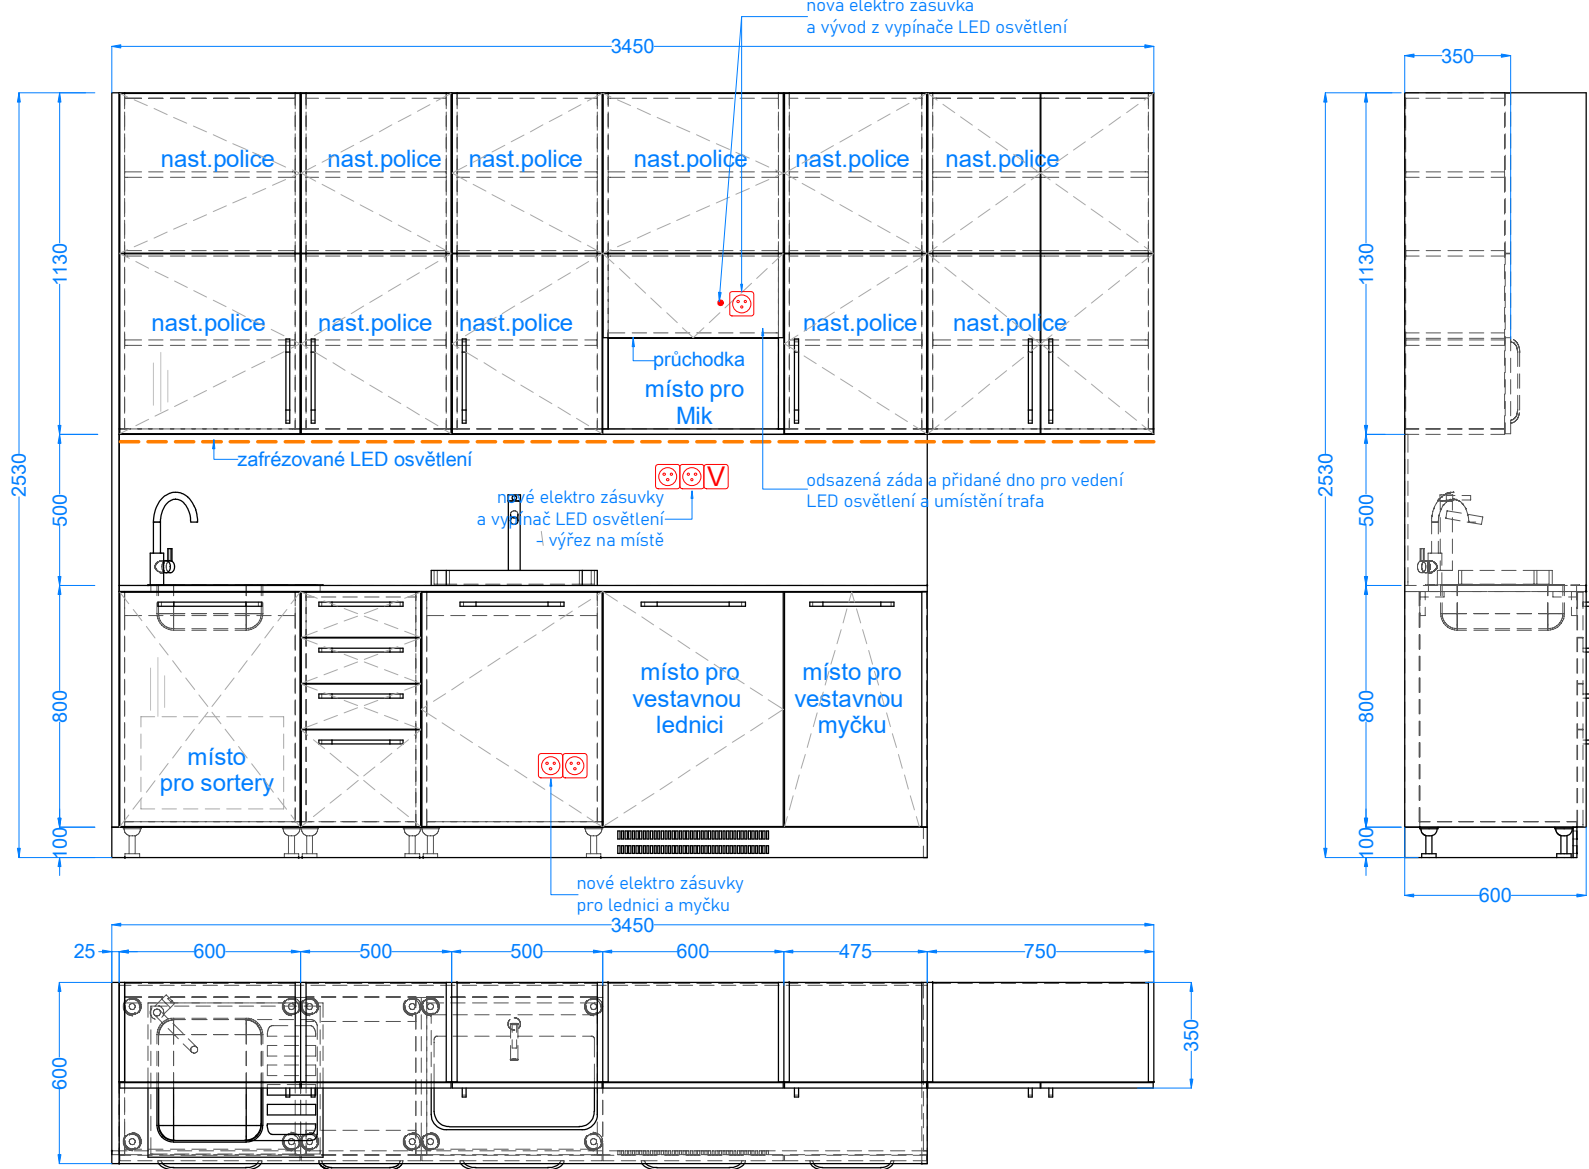 nová elektro zásuvka
a vývod z vypínače LED osvětlení
3450
350
nast.police
nast.police
nast.police
nast.police
nast.police
nast.police
1130
1130
nast.police
nast.police
nast.police
nast.police
nast.police
průchodka
místo pro
Mik
zafrézované LED osvětlení
2530
2530
V
odsazená záda a přidané dno pro vedení
LED osvětlení a umístění trafa
nové elektro zásuvky
a vypínač LED osvětlení
- výřez na místě
500
500
místo pro
vestavnou
lednici
místo pro
vestavnou
myčku
800
800
místo
pro sortery
100
100
nové elektro zásuvky
pro lednici a myčku
600
3450
25
600
500
500
600
475
750
600
350